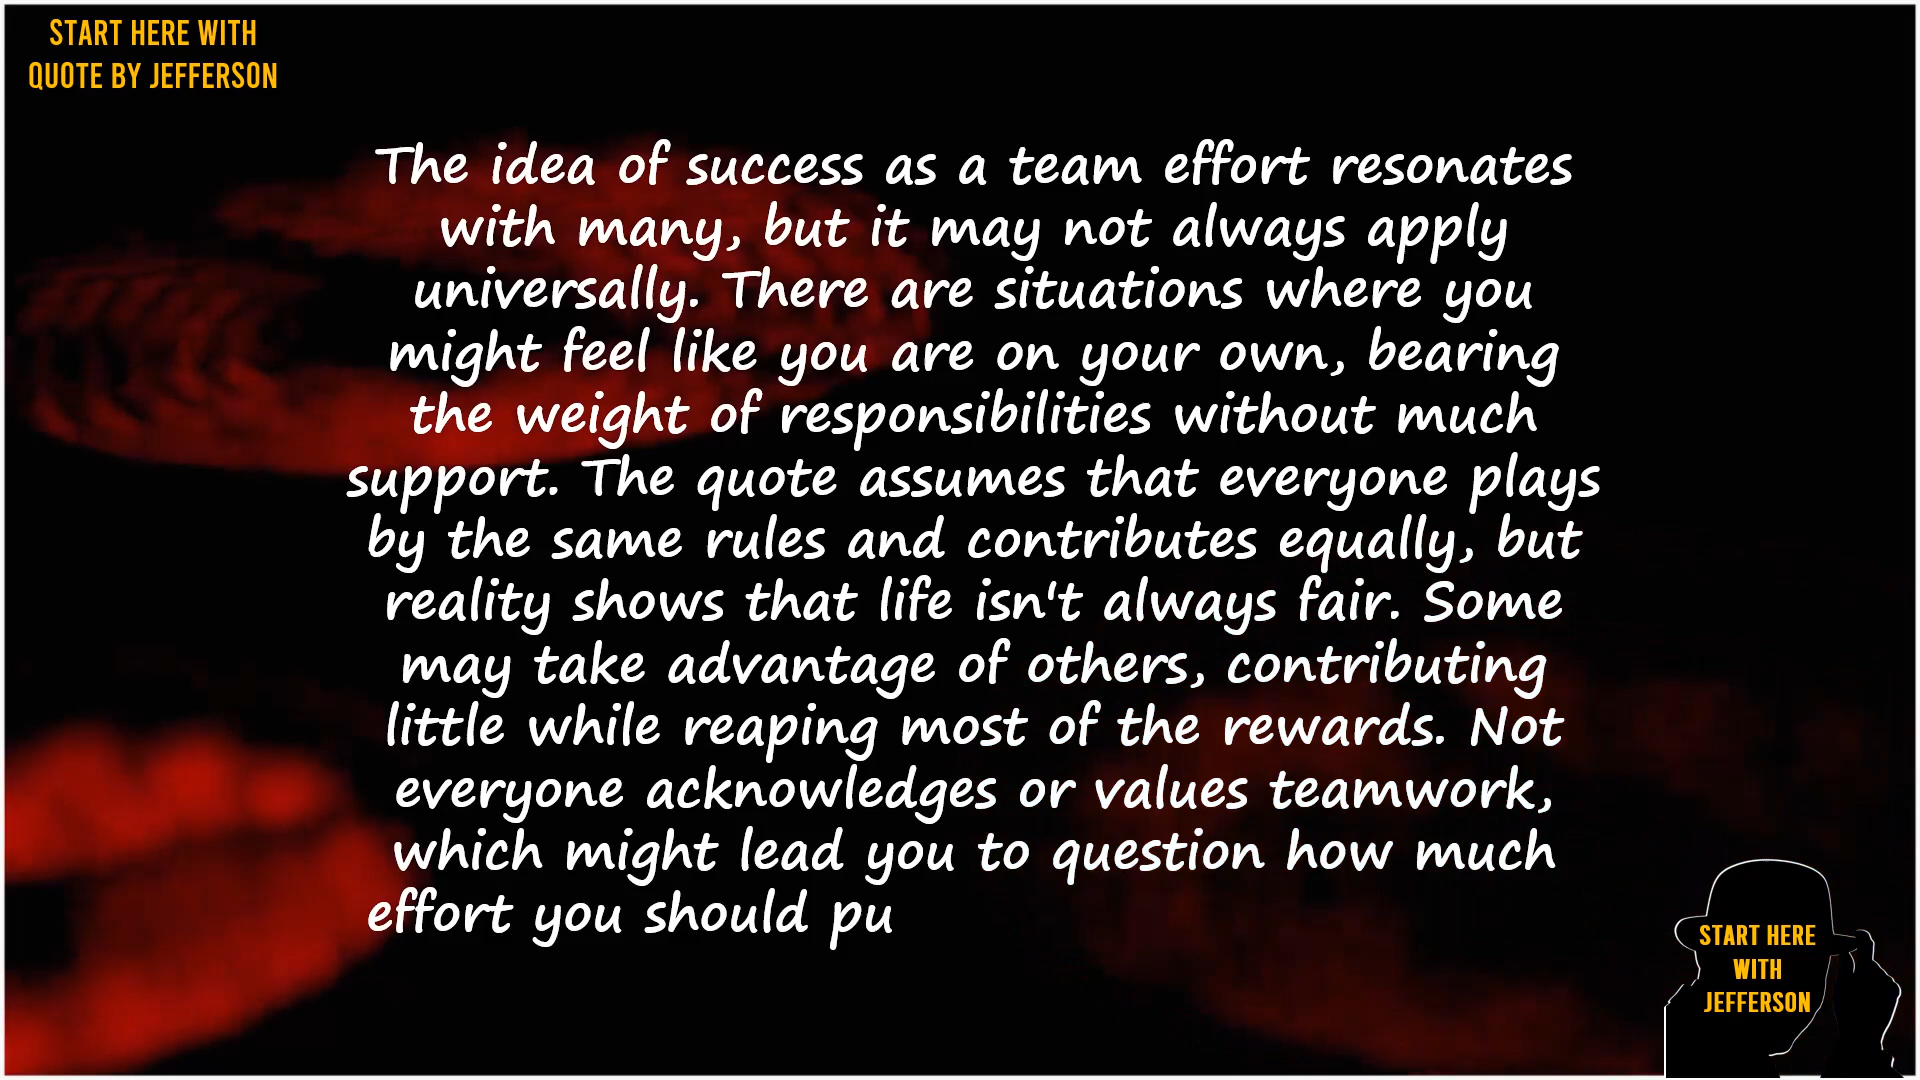 START HERE WITH
QUOTE BY JEFFERSON
The idea of success as a team effort resonates
with many, but it may not always apply
universally. There are situations where you
might feel like you are on your own, bearing
the weight of responsibilities without much
support. The quote assumes that everyone plays
by the same rules and contributes equally, but
reality shows that life isn't always fair. Some
may take advantage of others, contributing
little while reaping most of the rewards. Not
everyone acknowledges or values teamwork,
which might lead you to question how much
effort you should pu
START HERE
WITH
JEFFERSON